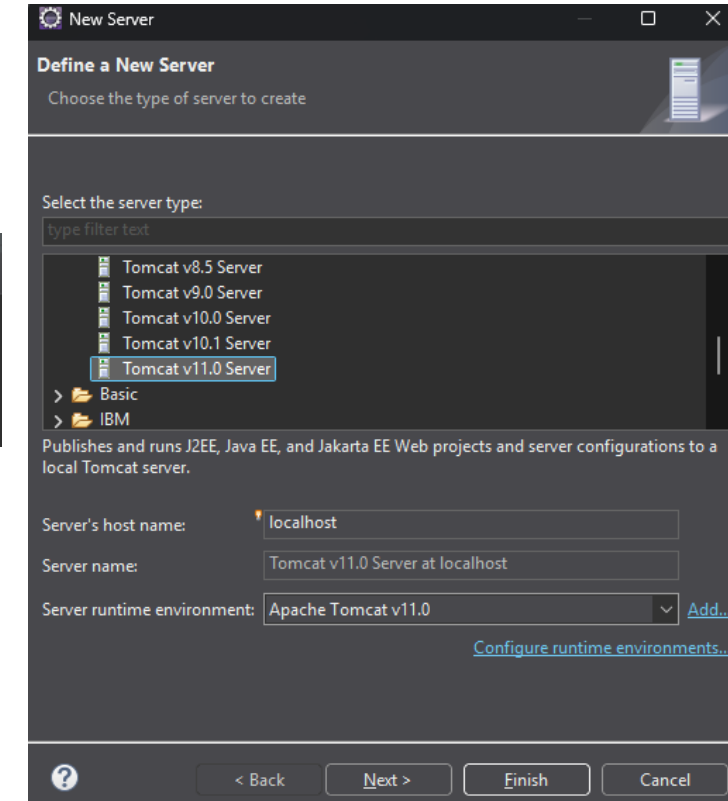 New Server
Define a New Server
Choose the type of server to create
Select the server type:
type filter text
Tomcat v8.5 Server
Tomcat v9.0 Server
Tomcat v10.0 Server
Tomcat v10.1 Server
Tomcat v11.0 Server
Basic
IBM
Publishes and runs J2EE, Java EE, and Jakarta EE Web projects and server configurations to a
local Tomcat server.
Server's host name: localhost
Server name: Tomcat v11.0 Server at localhost
Server runtime environment: Apache Tomcat v11.0 Add..
Configure runtime environments..
? < Back Next > Finish Cancel